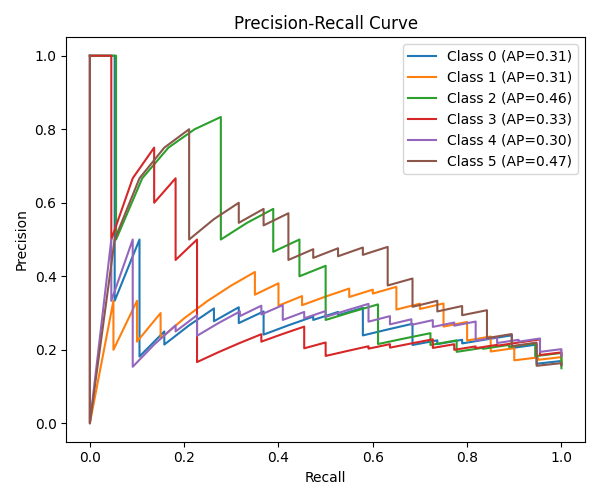 Precision-Recall Curve
Class 0 (AP=0.31)
Class 1 (AP=0.31)
Class 2 (AP=0.46)
Class 3 (AP=0.33)
Class 4 (AP=0.30)
Class 5 (AP=0.47)
Precision
1.0
0.8
0.6
0.4
0.2
0.0
0.0 0.2 0.4 0.6 0.8 1.0
Recall